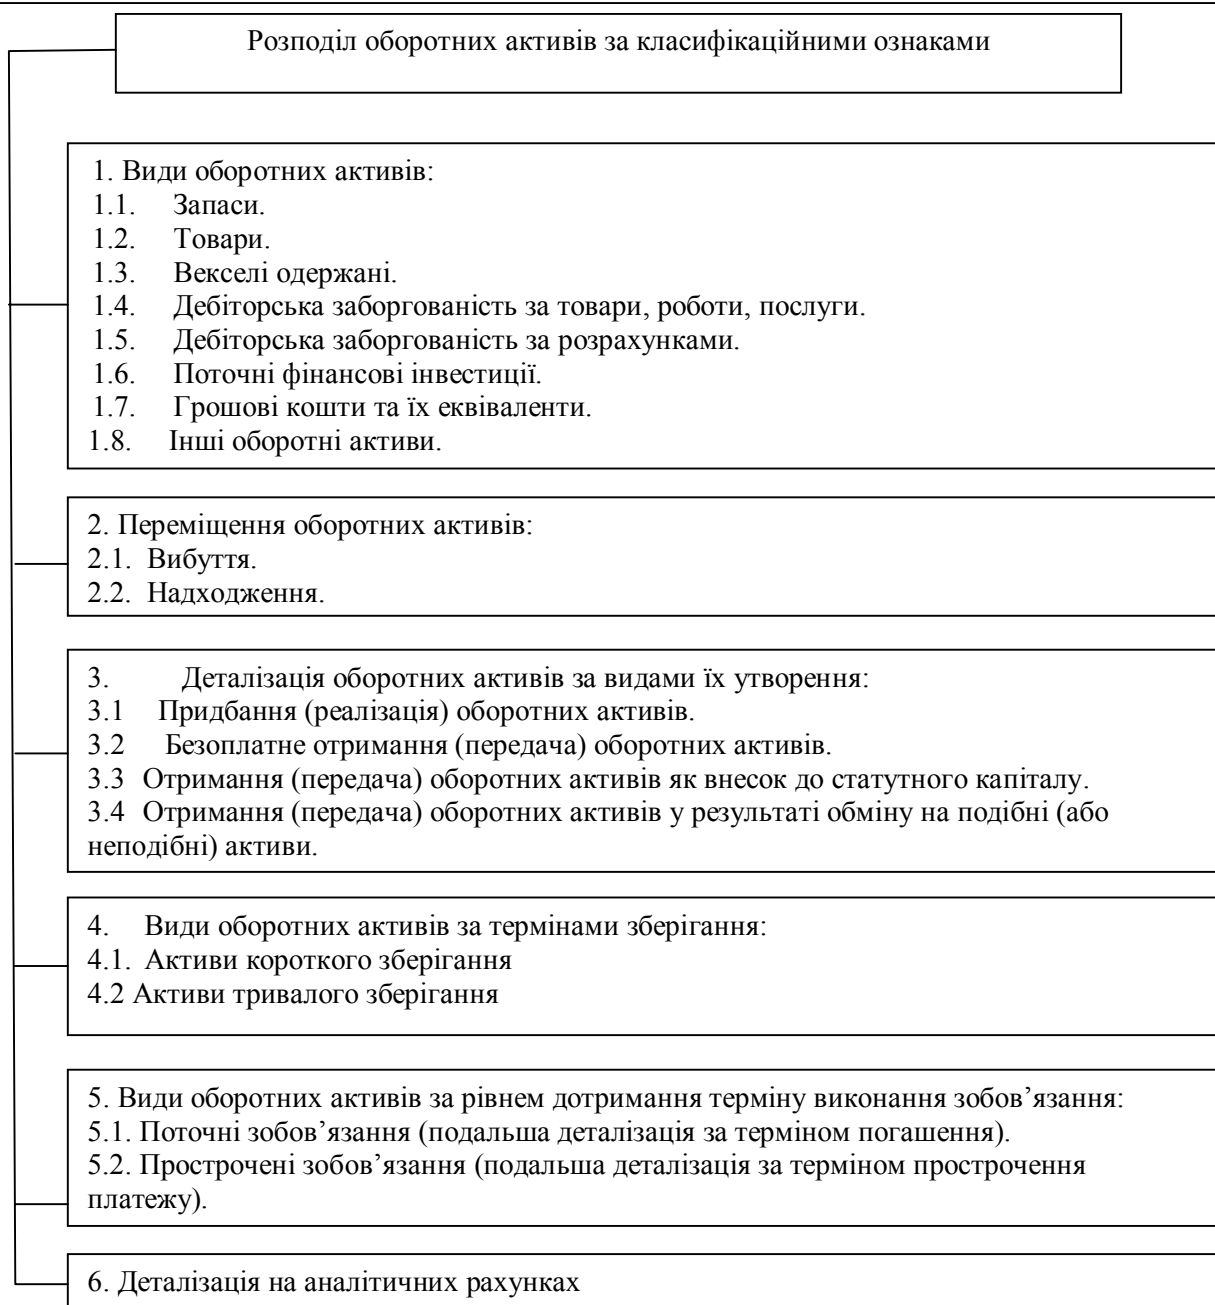 Розподіл оборотних активів за класифікаційними ознаками
1. Види оборотних активів:
1.1. Запаси.
1.2. Товари.
1.3. Векселі одержані.
1.4. Дебіторська заборгованість за товари, роботи, послуги.
1.5. Дебіторська заборгованість за розрахунками.
1.6. Поточні фінансові інвестиції.
1.7. Грошові кошти та їх еквіваленти.
1.8. Інші оборотні активи.
2. Переміщення оборотних активів:
2.1. Вибуття.
2.2. Надходження.
3. Деталізація оборотних активів за видами їх утворення:
3.1 Придбання (реалізація) оборотних активів.
3.2 Безоплатне отримання (передача) оборотних активів.
3.3 Отримання (передача) оборотних активів як внесок до статутного капіталу.
3.4 Отримання (передача) оборотних активів у результаті обміну на подібні (або
неподібні) активи.
4. Види оборотних активів за термінами зберігання:
4.1. Активи короткого зберігання
4.2 Активи тривалого зберігання
5. Види оборотних активів за рівнем дотримання терміну виконання зобов’язання:
5.1. Поточні зобов’язання (подальша деталізація за терміном погашення).
5.2. Прострочені зобов’язання (подальша деталізація за терміном прострочення
платежу).
6. Деталізація на аналітичних рахунках